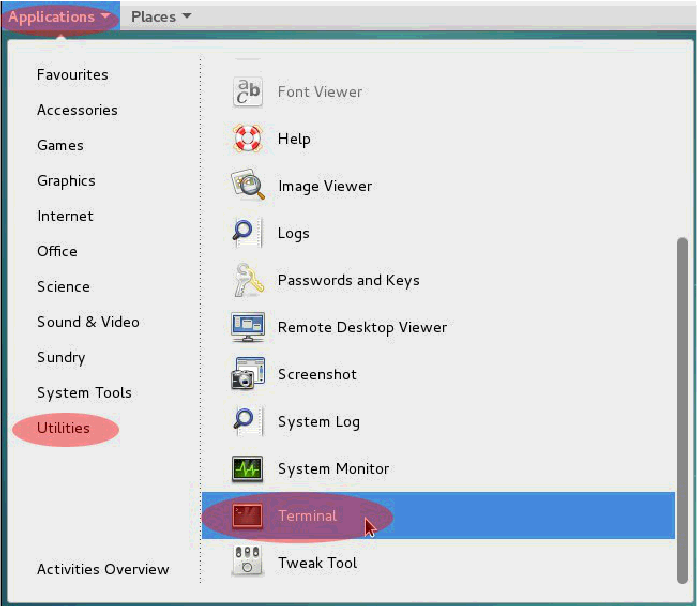 Applications Places
Favourites
Accessories
Games
Graphics
Internet
Office
Science
Sound & Video
Sundry
System Tools
Utilities
Activities Overview
Font Viewer
Help
Image Viewer
Logs
Passwords and Keys
Remote Desktop Viewer
Screenshot
System Log
System Monitor
Terminal
Tweak Tool